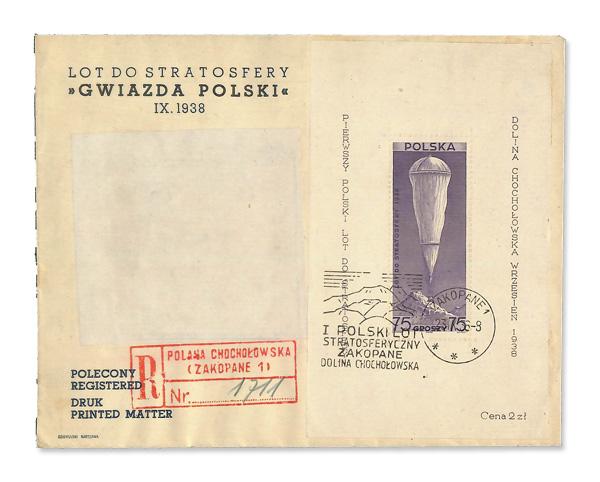 LOT DO STRATOSFERY
»GWIAZDA POLSKI«
IX. 1938
PIERWSZY POLSKI LOT DO
POLSKA
LOT DO STRATOSFERY 1938
75 GROSZY 75
DOLINA CHOCHOŁOWSKA WRZESIEŃ 1938
ZAKOPANE 1
I POLSKI LOT
STRATOSFERYCZNY
ZAKOPANE
DOLINA CHOCHOŁOWSKA
* * *
R
POLANA CHOCHOŁOWSKA
(ZAKOPANE 1)
Nr. 1711
POLECONY
REGISTERED
DRUK
PRINTED MATTER
Cena 2 zł